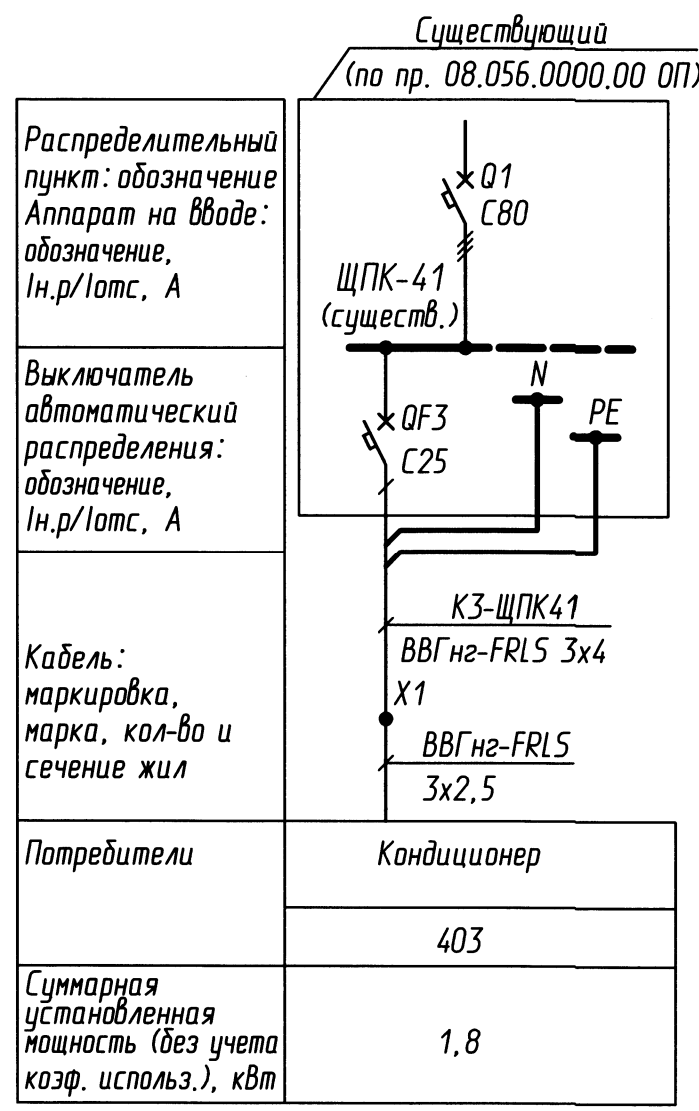 Существующий
(по пр. 08.056.0000.00 ОП)
Распределительный
пункт: обозначение
Аппарат на вводе:
обозначение,
Iн.р/Iотс, А
Q1
C80
ЩПК-41
(существ.)
Выключатель
автоматический
распределения:
обозначение,
Iн.р/Iотс, А
QF3
C25
N
PE
Кабель:
маркировка,
марка, кол-во и
сечение жил
К3-ЩПК41
ВВГнг-FRLS 3х4
X1
ВВГнг-FRLS
3х2,5
Потребители
Кондиционер
403
Суммарная
установленная
мощность (без учета
коэф. использ.), кВт
1,8